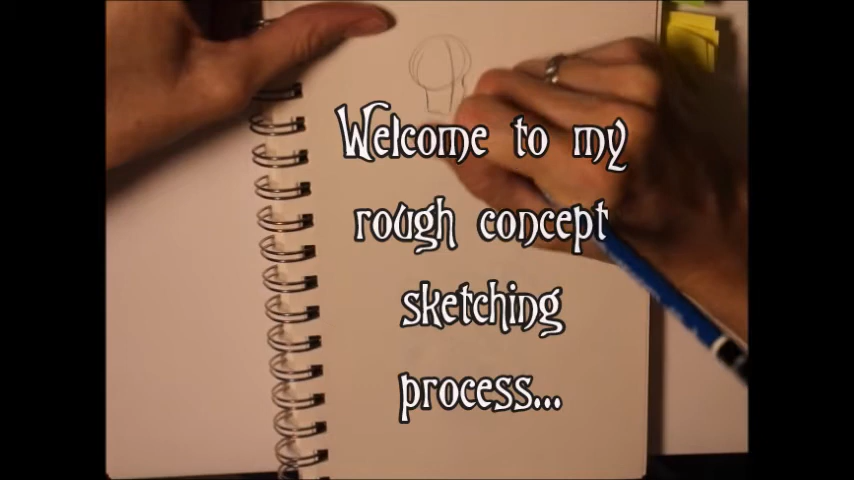 Welcome to my
rough concept
sketching
process...